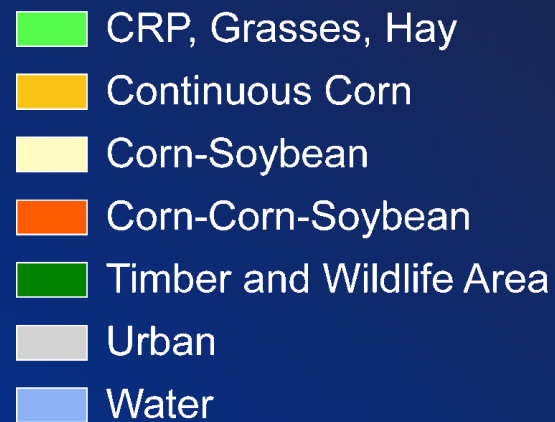 CRP, Grasses, Hay
Continuous Corn
Corn-Soybean
Corn-Corn-Soybean
Timber and Wildlife Area
Urban
Water